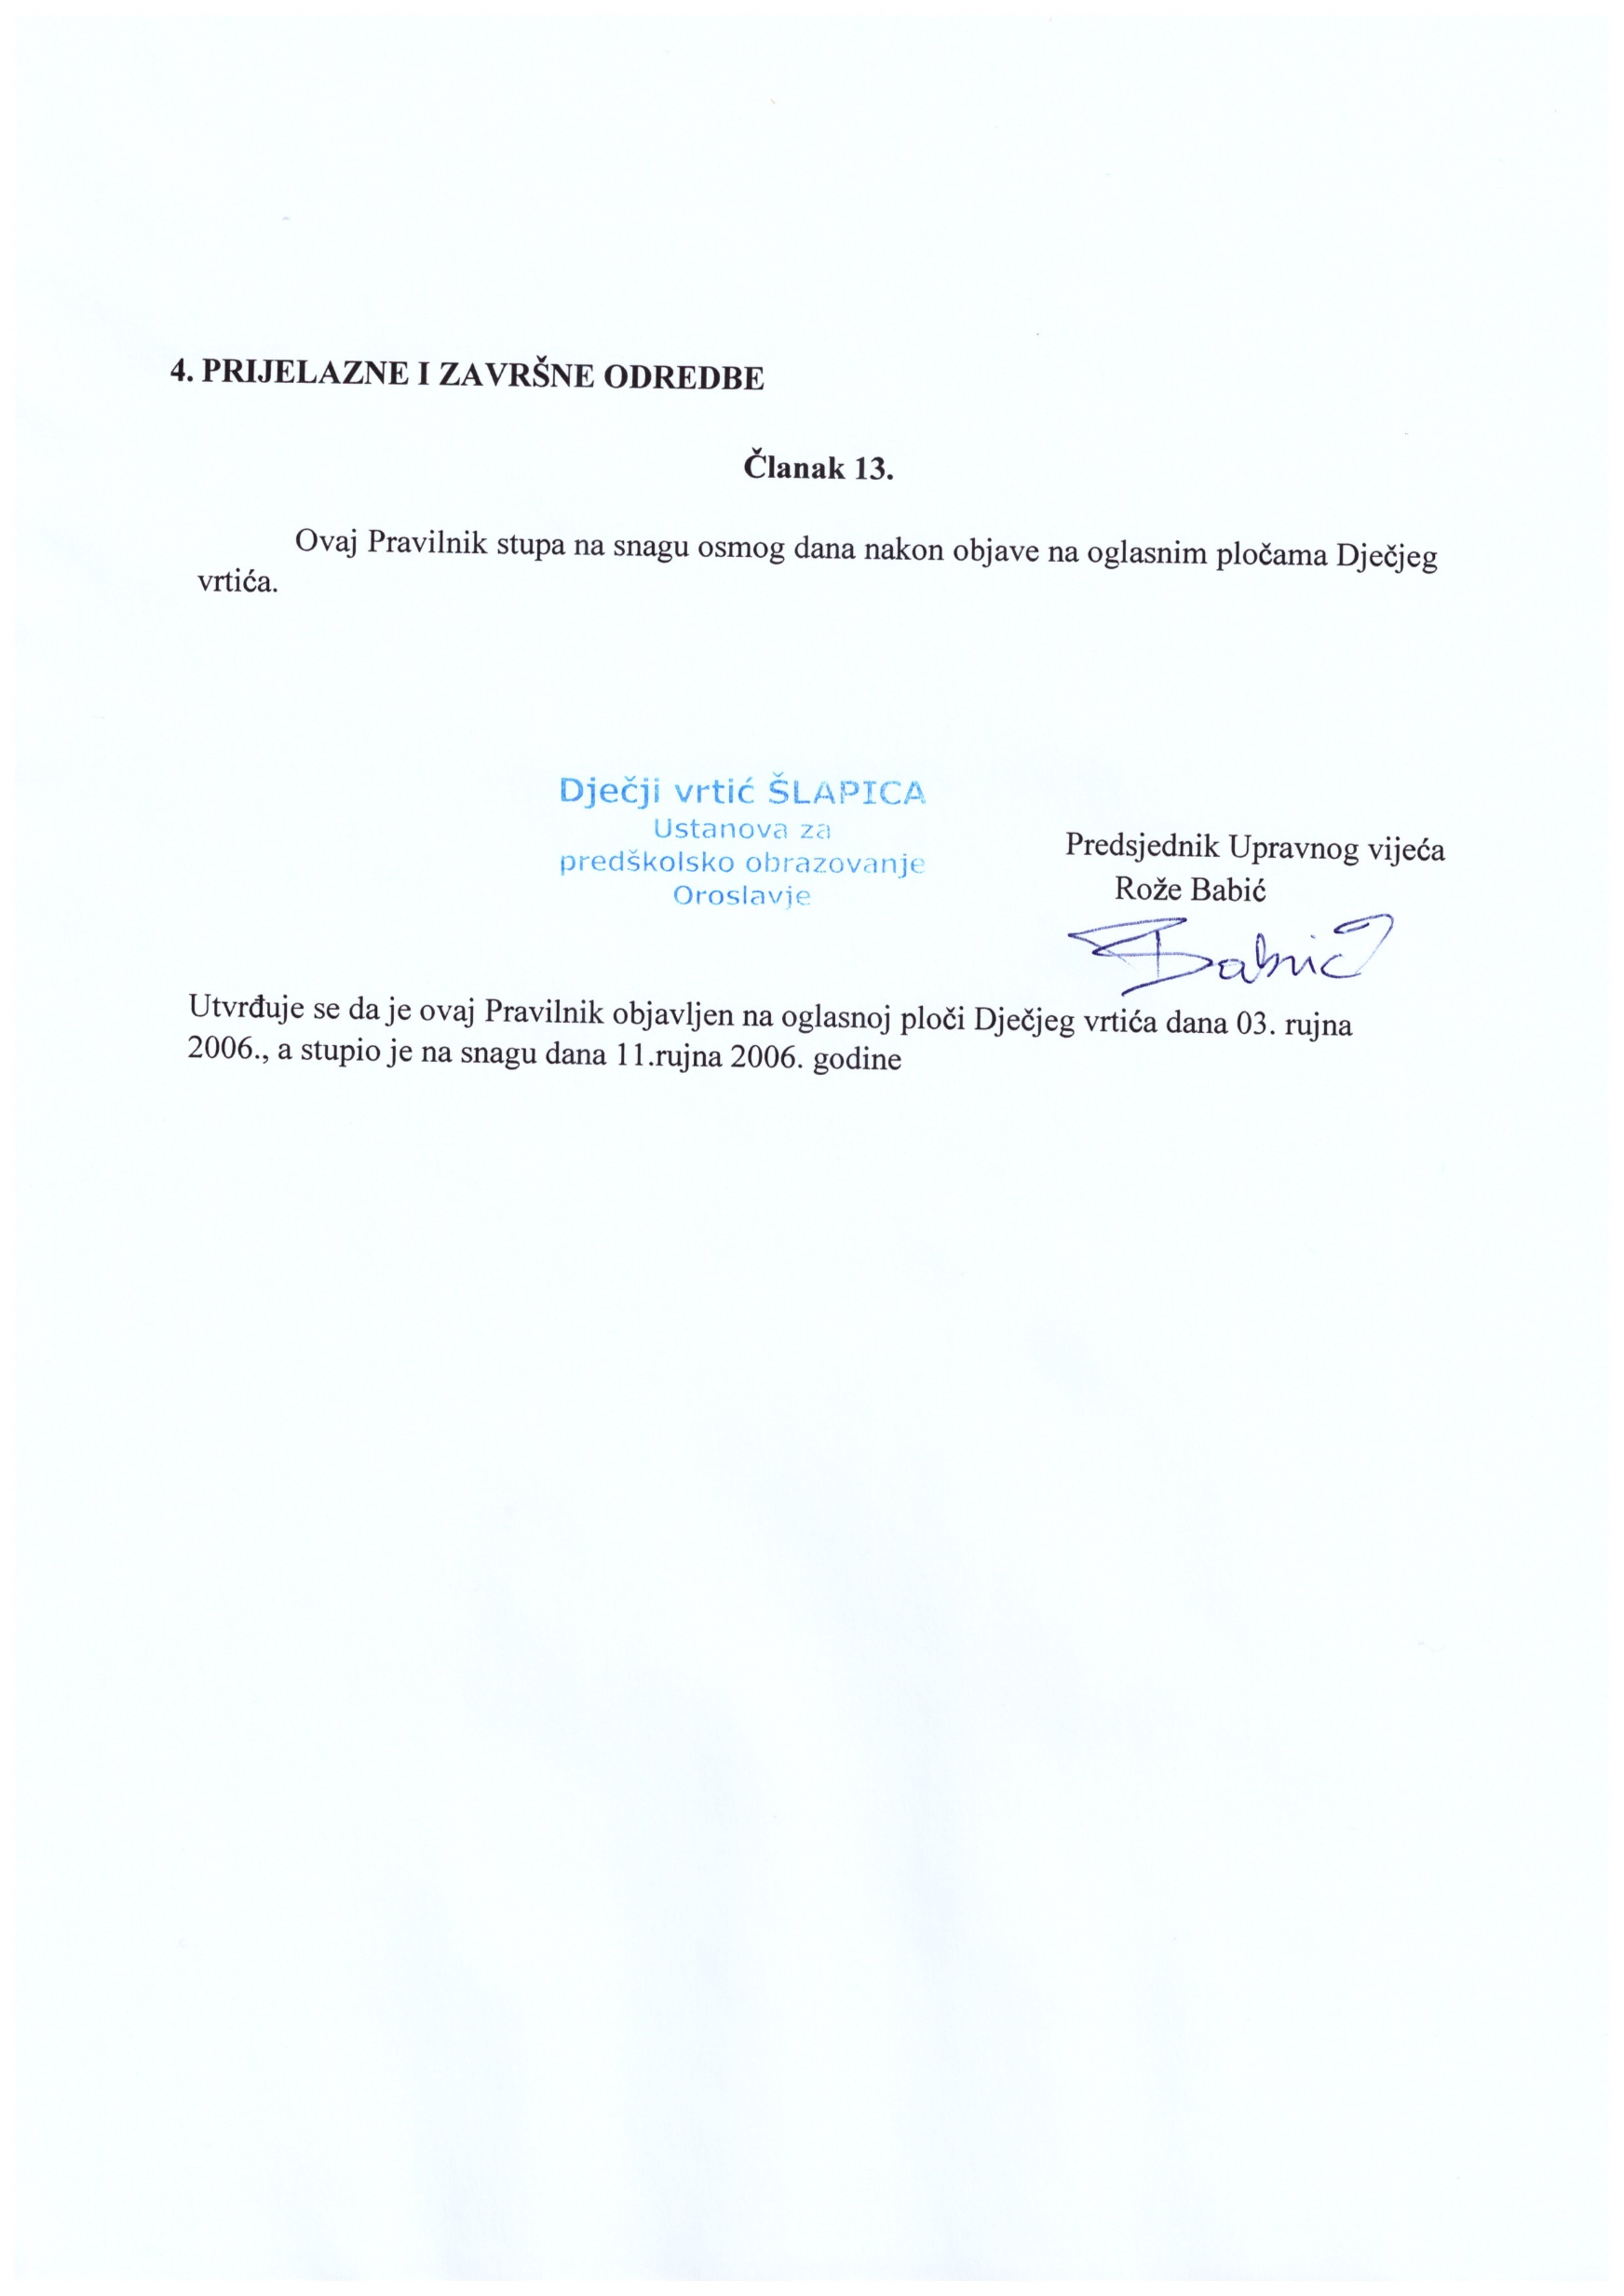 4. PRIJELAZNE I ZAVRŠNE ODREDBE
Članak 13.
Ovaj Pravilnik stupa na snagu osmog dana nakon objave na oglasnim pločama Dječjeg
vrtića.
Dječji vrtić ŠLAPICA
Ustanova za
predškolsko obrazovanje
Oroslavje
Predsjednik Upravnog vijeća
Rože Babić
Babić
Utvrđuje se da je ovaj Pravilnik objavljen na oglasnoj ploči Dječjeg vrtića dana 03. rujna
2006., a stupio je na snagu dana 11.rujna 2006. godine